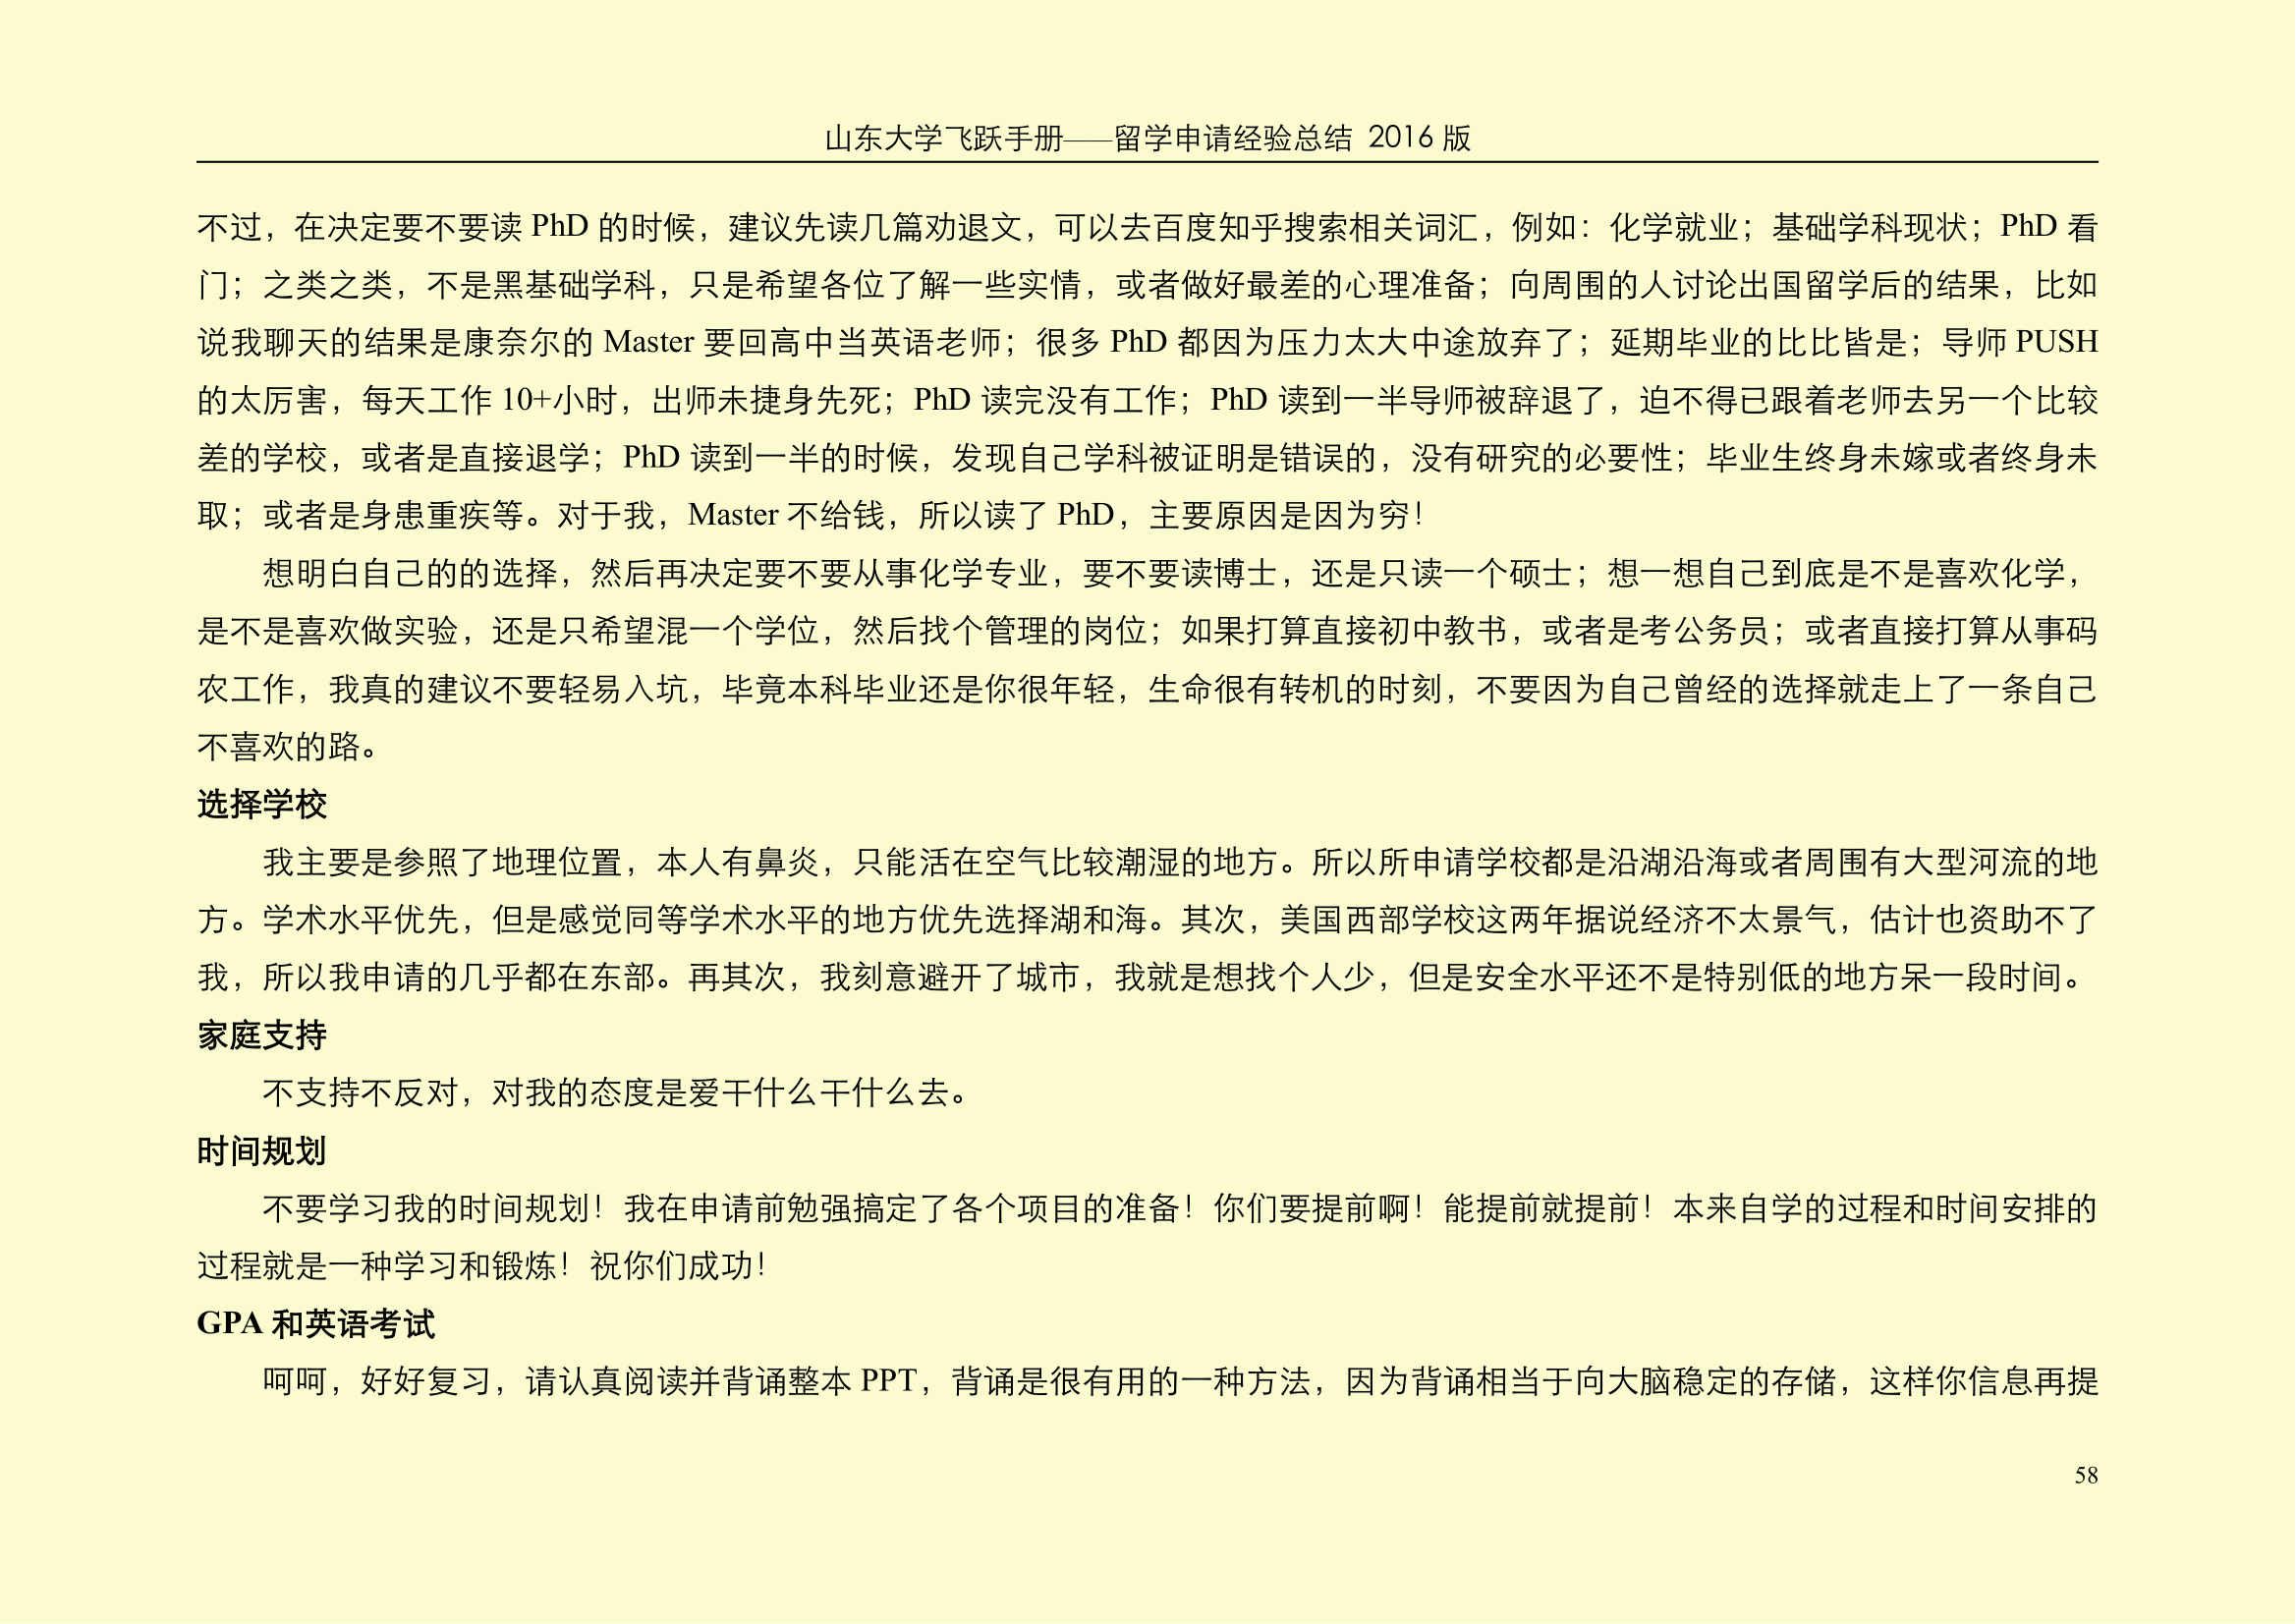 山东大学飞跃手册——留学申请经验总结 2016 版
不过，在决定要不要读 PhD 的时候，建议先读几篇劝退文，可以去百度知乎搜索相关词汇，例如：化学就业；基础学科现状；PhD 看
门；之类之类，不是黑基础学科，只是希望各位了解一些实情，或者做好最差的心理准备；向周围的人讨论出国留学后的结果，比如
说我聊天的结果是康奈尔的 Master 要回高中当英语老师；很多 PhD 都因为压力太大中途放弃了；延期毕业的比比皆是；导师 PUSH
的太厉害，每天工作 10+小时，出师未捷身先死；PhD 读完没有工作；PhD 读到一半导师被辞退了，迫不得已跟着老师去另一个比较
差的学校，或者是直接退学；PhD 读到一半的时候，发现自己学科被证明是错误的，没有研究的必要性；毕业生终身未嫁或者终身未
取；或者是身患重疾等。对于我，Master 不给钱，所以读了 PhD，主要原因是因为穷！
想明白自己的的选择，然后再决定要不要从事化学专业，要不要读博士，还是只读一个硕士；想一想自己到底是不是喜欢化学，
是不是喜欢做实验，还是只希望混一个学位，然后找个管理的岗位；如果打算直接初中教书，或者是考公务员；或者直接打算从事码
农工作，我真的建议不要轻易入坑，毕竟本科毕业还是你很年轻，生命很有转机的时刻，不要因为自己曾经的选择就走上了一条自己
不喜欢的路。
选择学校
我主要是参照了地理位置，本人有鼻炎，只能活在空气比较潮湿的地方。所以所申请学校都是沿湖沿海或者周围有大型河流的地
方。学术水平优先，但是感觉同等学术水平的地方优先选择湖和海。其次，美国西部学校这两年据说经济不太景气，估计也资助不了
我，所以我申请的几乎都在东部。再其次，我刻意避开了城市，我就是想找个人少，但是安全水平还不是特别低的地方呆一段时间。
家庭支持
不支持不反对，对我的态度是爱干什么干什么去。
时间规划
不要学习我的时间规划！我在申请前勉强搞定了各个项目的准备！你们要提前啊！能提前就提前！本来自学的过程和时间安排的
过程就是一种学习和锻炼！祝你们成功！
GPA 和英语考试
呵呵，好好复习，请认真阅读并背诵整本 PPT，背诵是很有用的一种方法，因为背诵相当于向大脑稳定的存储，这样你信息再提
58